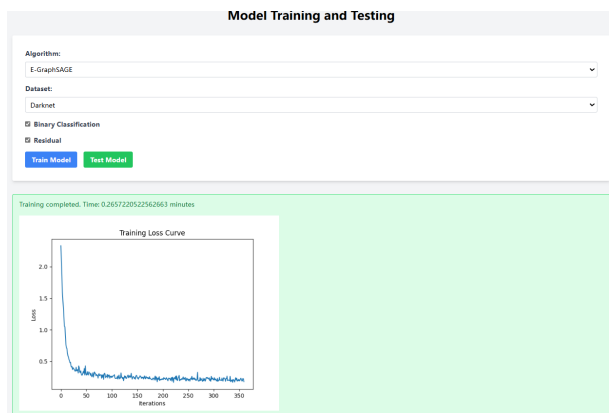 Model Training and Testing
Algorithm:
E-GraphSAGE
Dataset:
Darknet
Binary Classification
Residual
Train Model Test Model
Training completed. Time: 0.2657220522562663 minutes
Training Loss Curve
2.0
1.5
1.0
0.5
Loss
0 50 100 150 200 250 300 350
Iterations